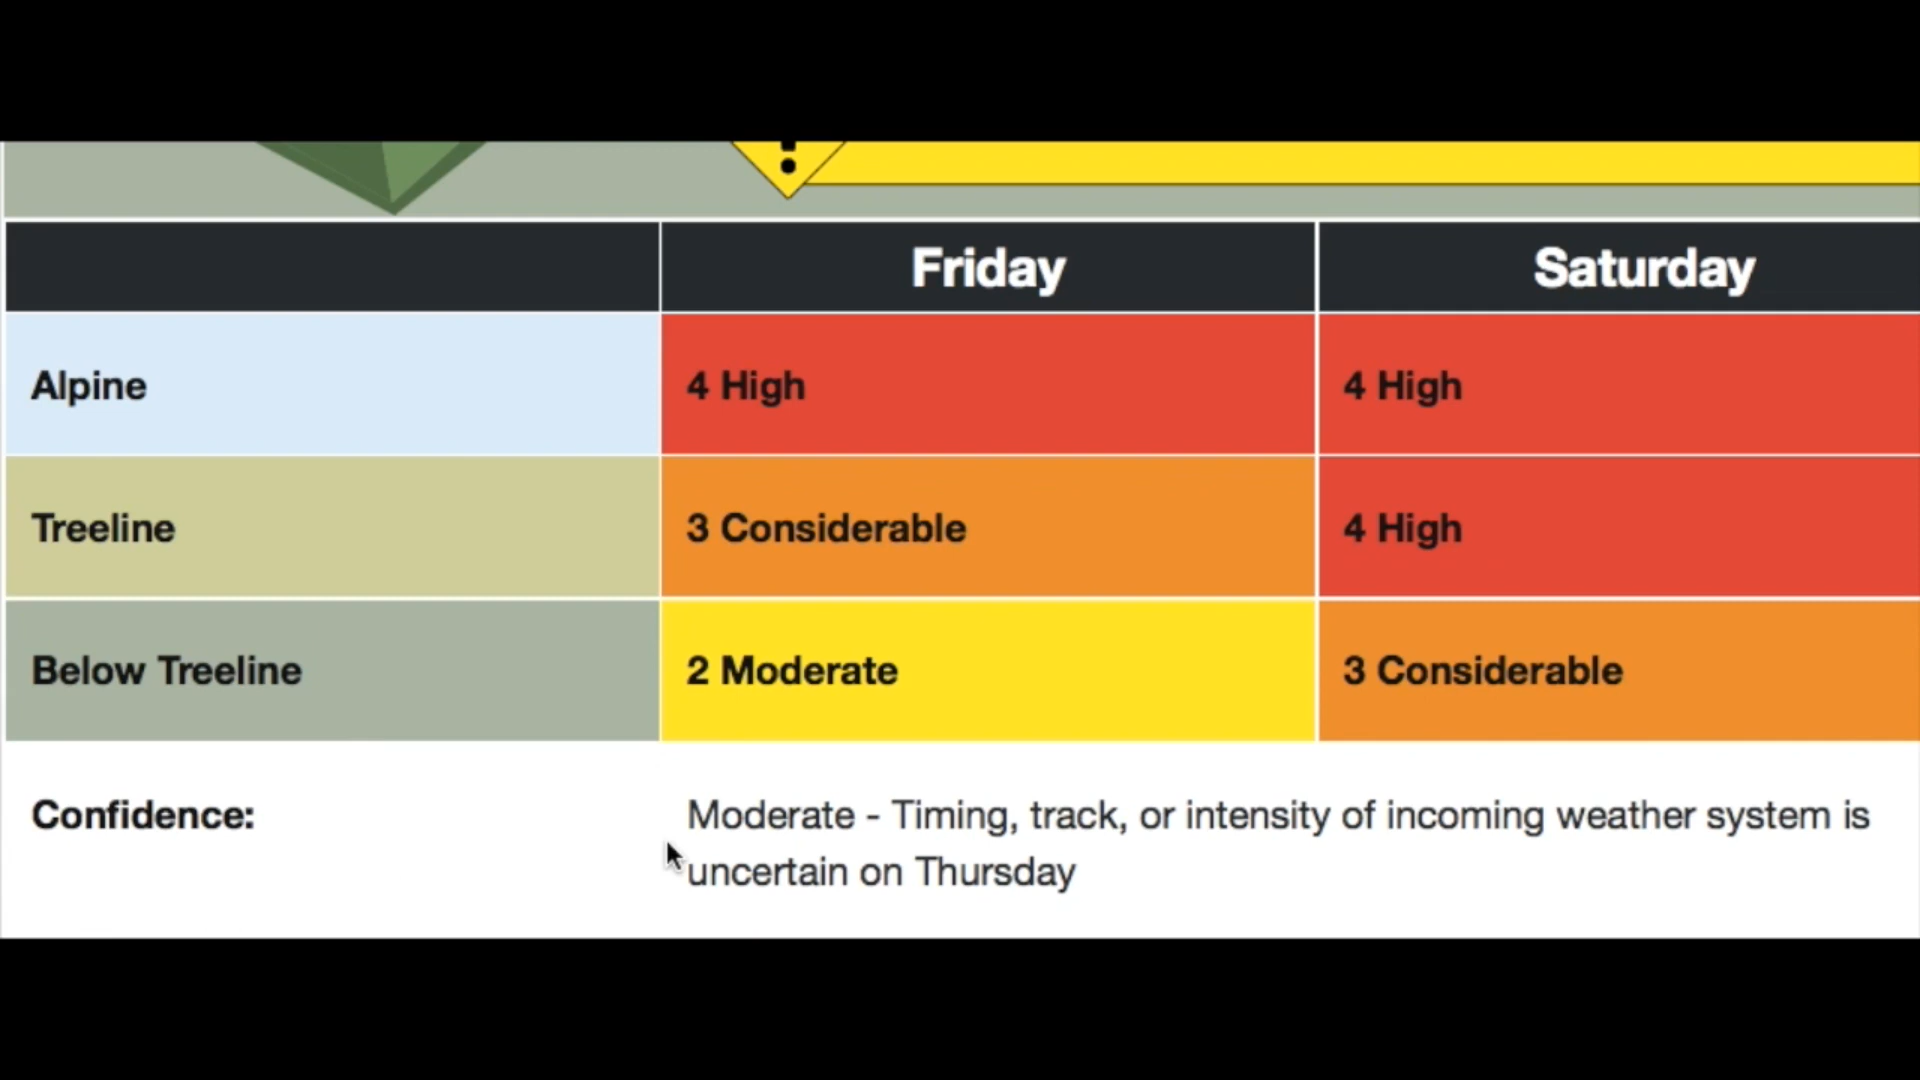 Friday Saturday
Alpine 4 High 4 High
Treeline 3 Considerable 4 High
Below Treeline 2 Moderate 3 Considerable
Confidence: Moderate - Timing, track, or intensity of incoming weather system is
uncertain on Thursday